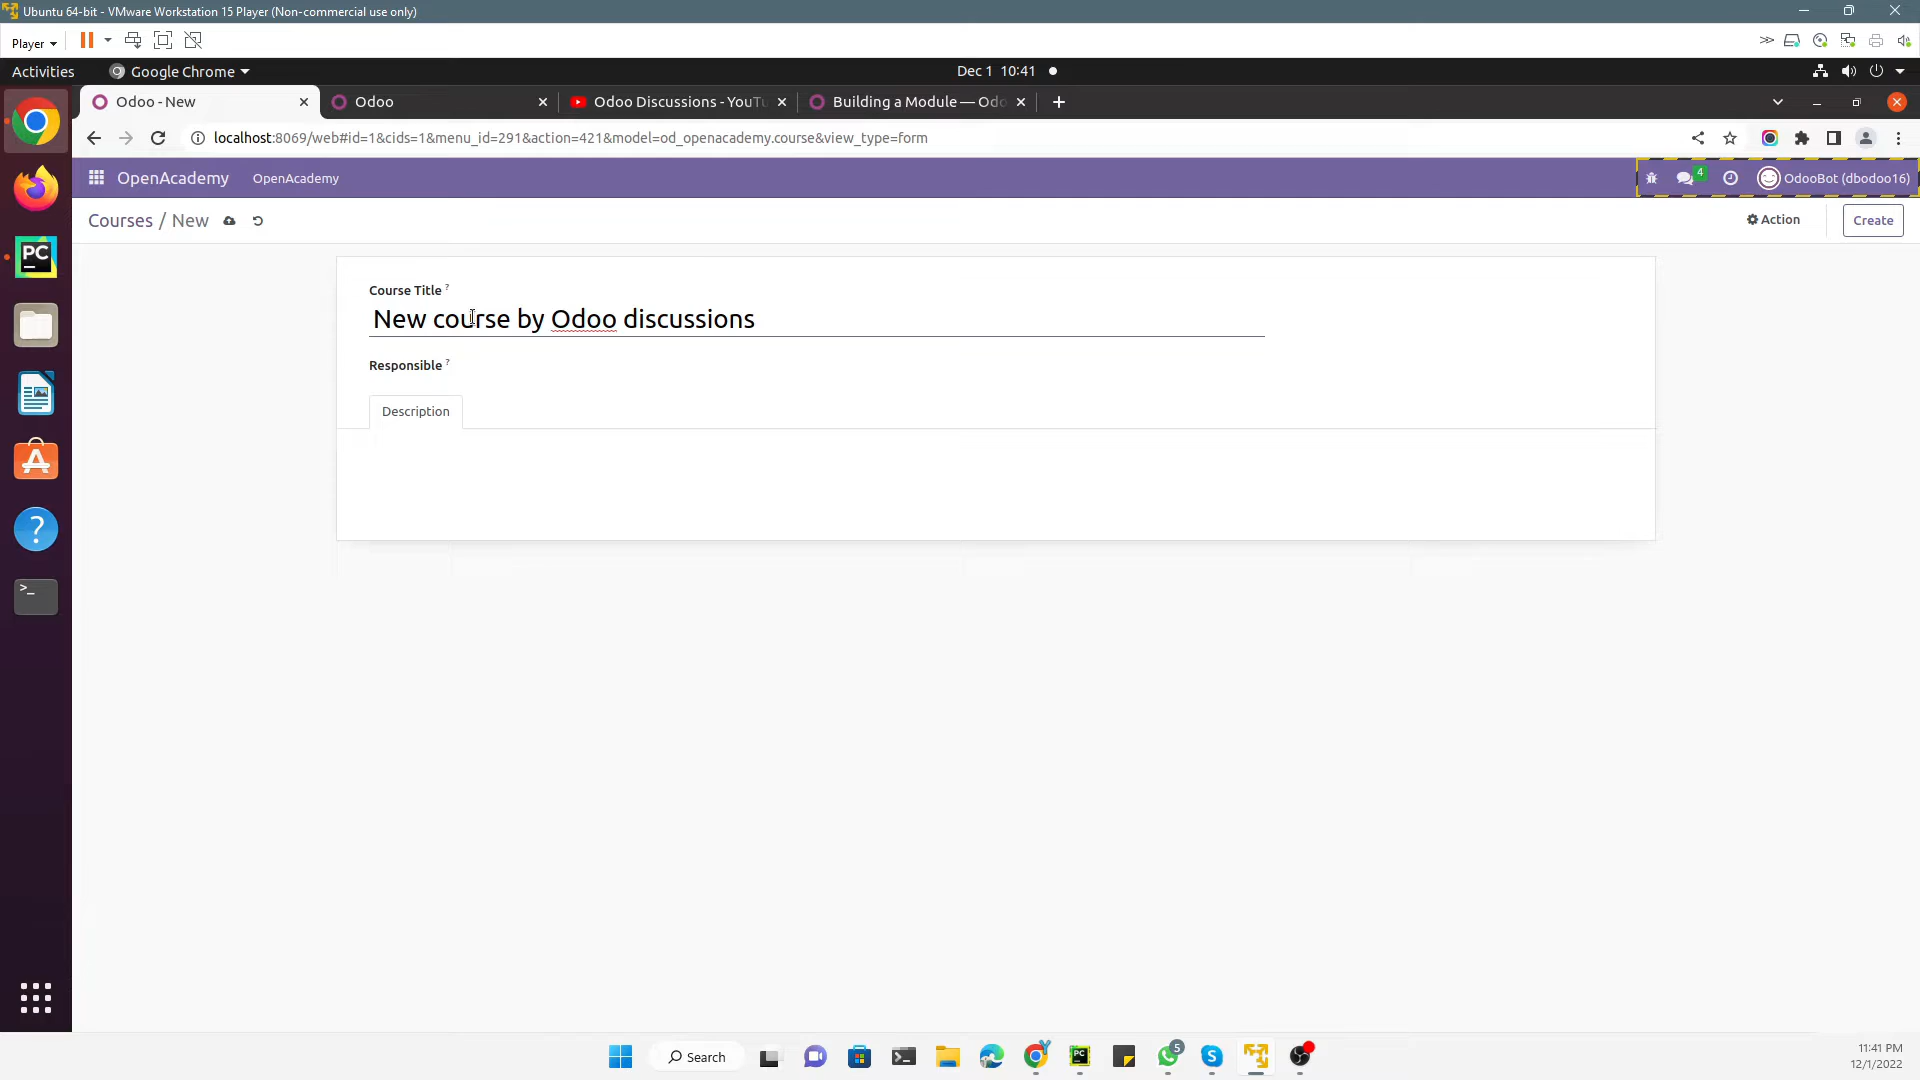 Ubuntu 64-bit - VMware Workstation 15 Player (Non-commercial use only)
Player
Activities Google Chrome Dec 1 10:41
Odoo - New Odoo Odoo Discussions - YouTu Building a Module — Odo
localhost:8069/web#id=1&cids=1&menu_id=291&action=421&model=od_openacademy.course&view_type=form
OpenAcademy OpenAcademy 4 OdooBot (dbodoo16)
Courses / New Action Create
Course Title ?
New course by Odoo discussions
Responsible ?
Description
PC
?
>_
Search
PC
5
11:41 PM
12/1/2022